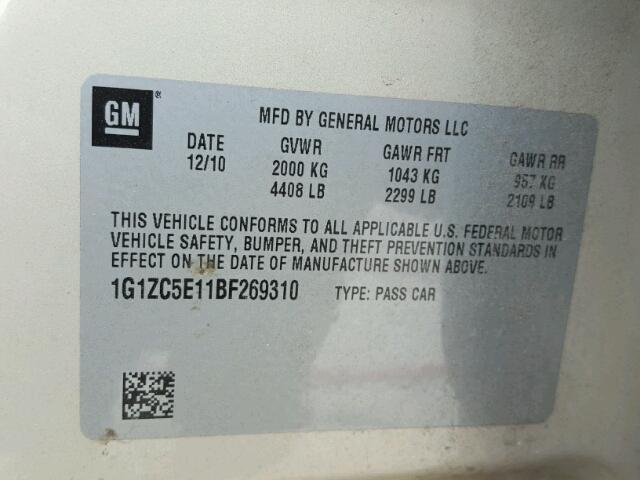 GM ®
MFD BY GENERAL MOTORS LLC
DATE GVWR GAWR FRT GAWR RR
12/10 2000 KG 1043 KG 957 KG
4408 LB 2299 LB 2109 LB
THIS VEHICLE CONFORMS TO ALL APPLICABLE U.S. FEDERAL MOTOR
VEHICLE SAFETY, BUMPER, AND THEFT PREVENTION STANDARDS IN
EFFECT ON THE DATE OF MANUFACTURE SHOWN ABOVE.
1G1ZC5E11BF269310 TYPE: PASS CAR